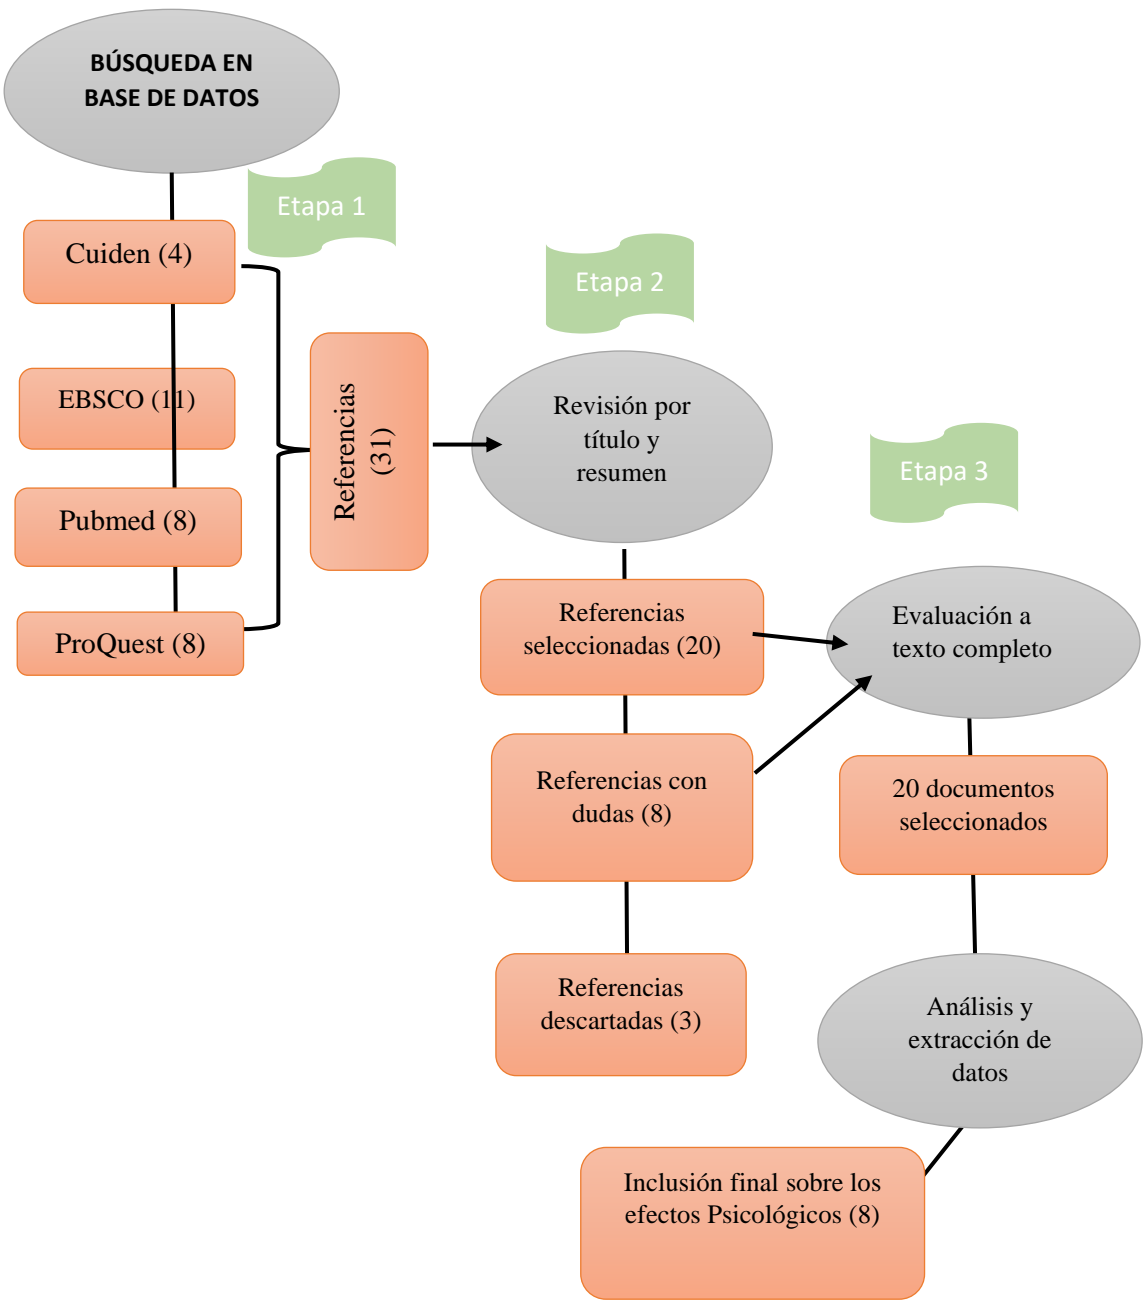 BÚSQUEDA EN
BASE DE DATOS
Etapa 1
Cuiden (4)
EBSCO (11)
Pubmed (8)
ProQuest (8)
Referencias
(31)
Etapa 2
Revisión por
título y
resumen
Referencias
seleccionadas (20)
Referencias con
dudas (8)
Referencias
descartadas (3)
Etapa 3
Evaluación a
texto completo
20 documentos
seleccionados
Análisis y
extracción de
datos
Inclusión final sobre los
efectos Psicológicos (8)